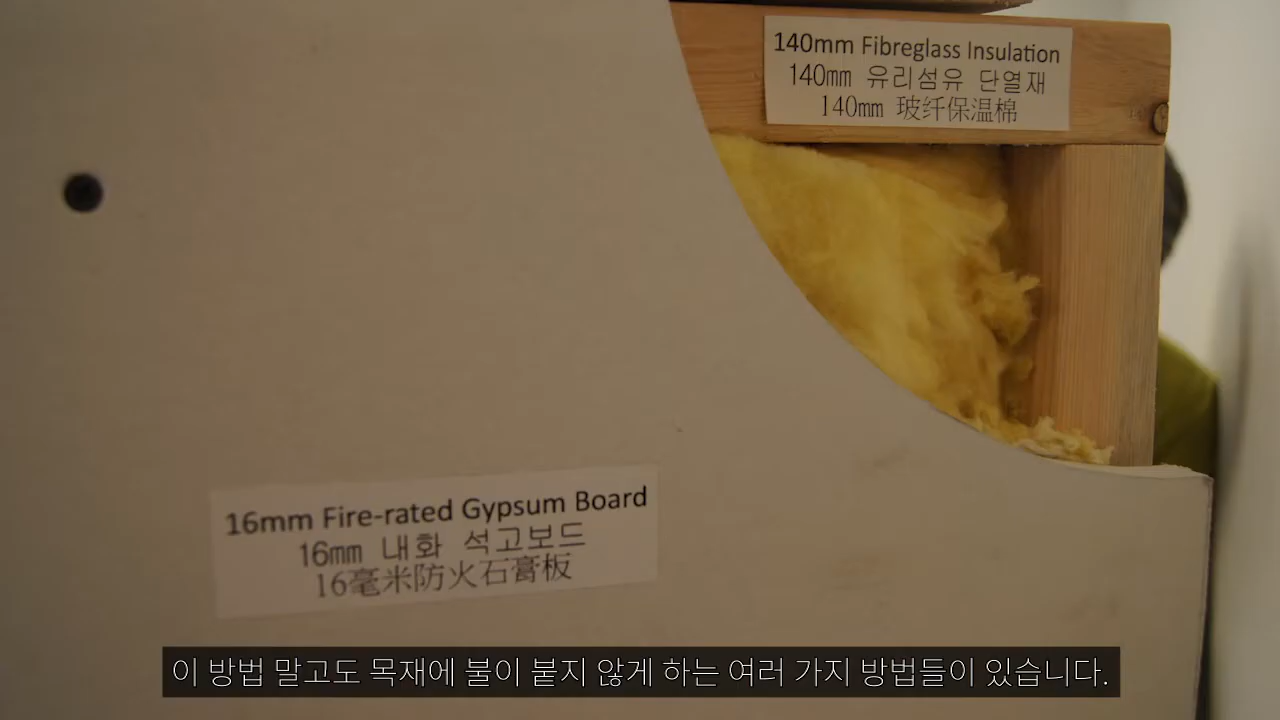 140mm Fibreglass Insulation
140mm 유리섬유 단열재
140mm 玻纤保温棉
16mm Fire-rated Gypsum Board
16mm 내화 석고보드
16毫米防火石膏板
이 방법 말고도 목재에 불이 붙지 않게 하는 여러 가지 방법들이 있습니다.